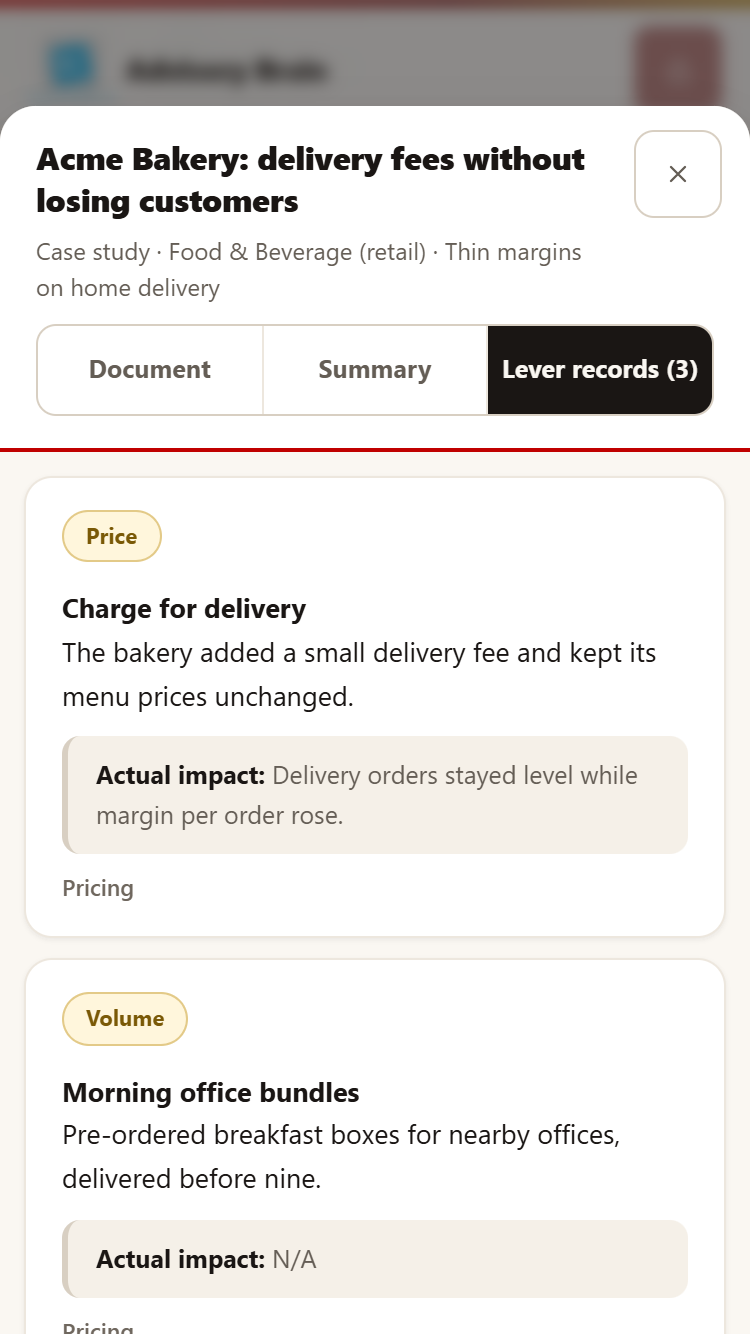 Acme Bakery: delivery fees without
losing customers
Case study · Food & Beverage (retail) · Thin margins
on home delivery
Document
Summary
Lever records (3)
Price
Charge for delivery
The bakery added a small delivery fee and kept its
menu prices unchanged.
Actual impact: Delivery orders stayed level while
margin per order rose.
Pricing
Volume
Morning office bundles
Pre-ordered breakfast boxes for nearby offices,
delivered before nine.
Actual impact: N/A
Pricing